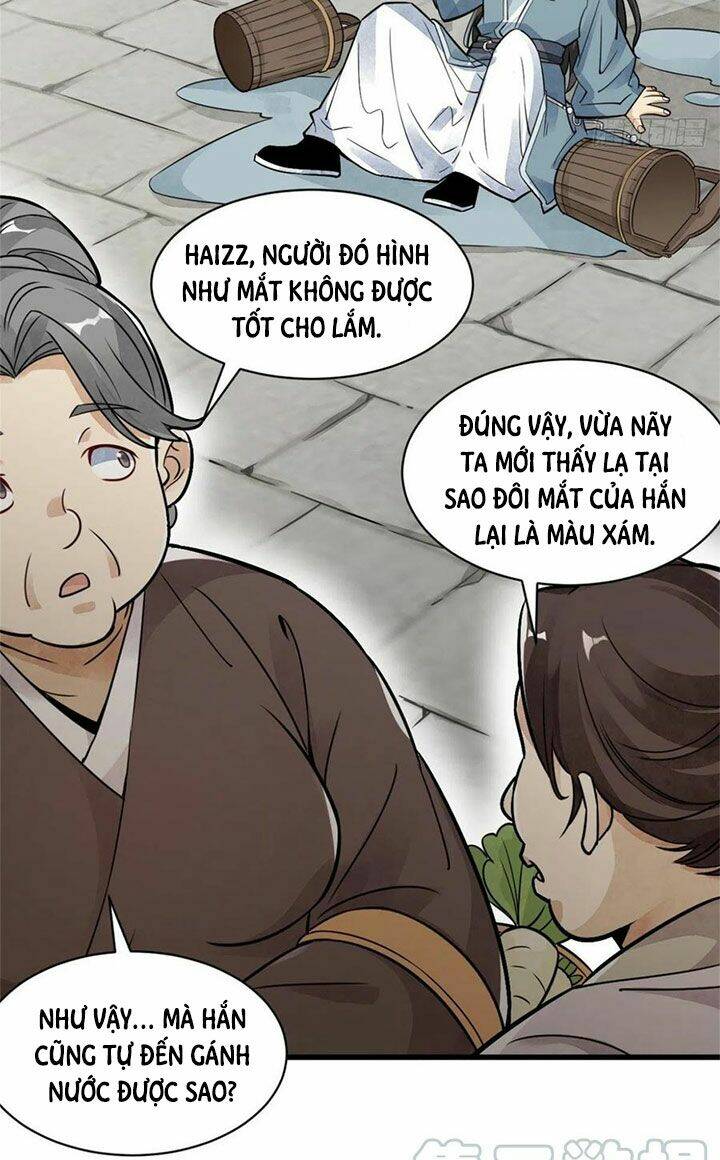 HAIZZ, NGƯỜI ĐÓ HÌNH
NHƯ MẮT KHÔNG ĐƯỢC
TỐT CHO LẮM.
ĐÚNG VẬY, VỪA NÃY
TA MỚI THẤY LẠ TẠI
SAO ĐÔI MẮT CỦA HẮN
LẠI LÀ MÀU XÁM.
NHƯ VẬY... MÀ HẮN
CŨNG TỰ ĐẾN GÁNH
NƯỚC ĐƯỢC SAO?